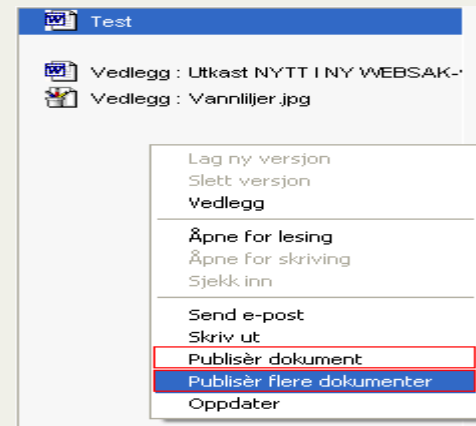 Test
Vedlegg : Utkast NYTT I NY WEBSAK-
Vedlegg : Vannliljer.jpg
Lag ny versjon
Slett versjon
Vedlegg
Åpne for lesing
Åpne for skriving
Sjekk inn
Send e-post
Skriv ut
Publisèr dokument
Publisèr flere dokumenter
Oppdater